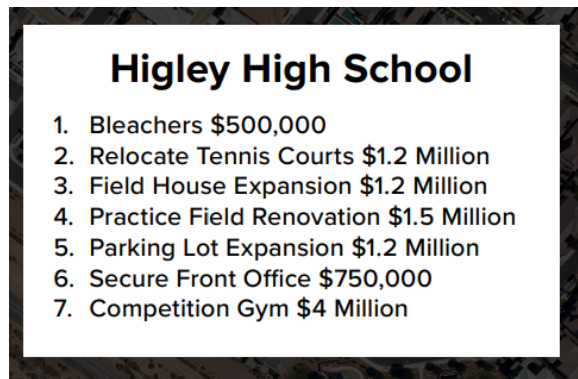 Higley High School
1. Bleachers $500,000
2. Relocate Tennis Courts $1.2 Million
3. Field House Expansion $1.2 Million
4. Practice Field Renovation $1.5 Million
5. Parking Lot Expansion $1.2 Million
6. Secure Front Office $750,000
7. Competition Gym $4 Million